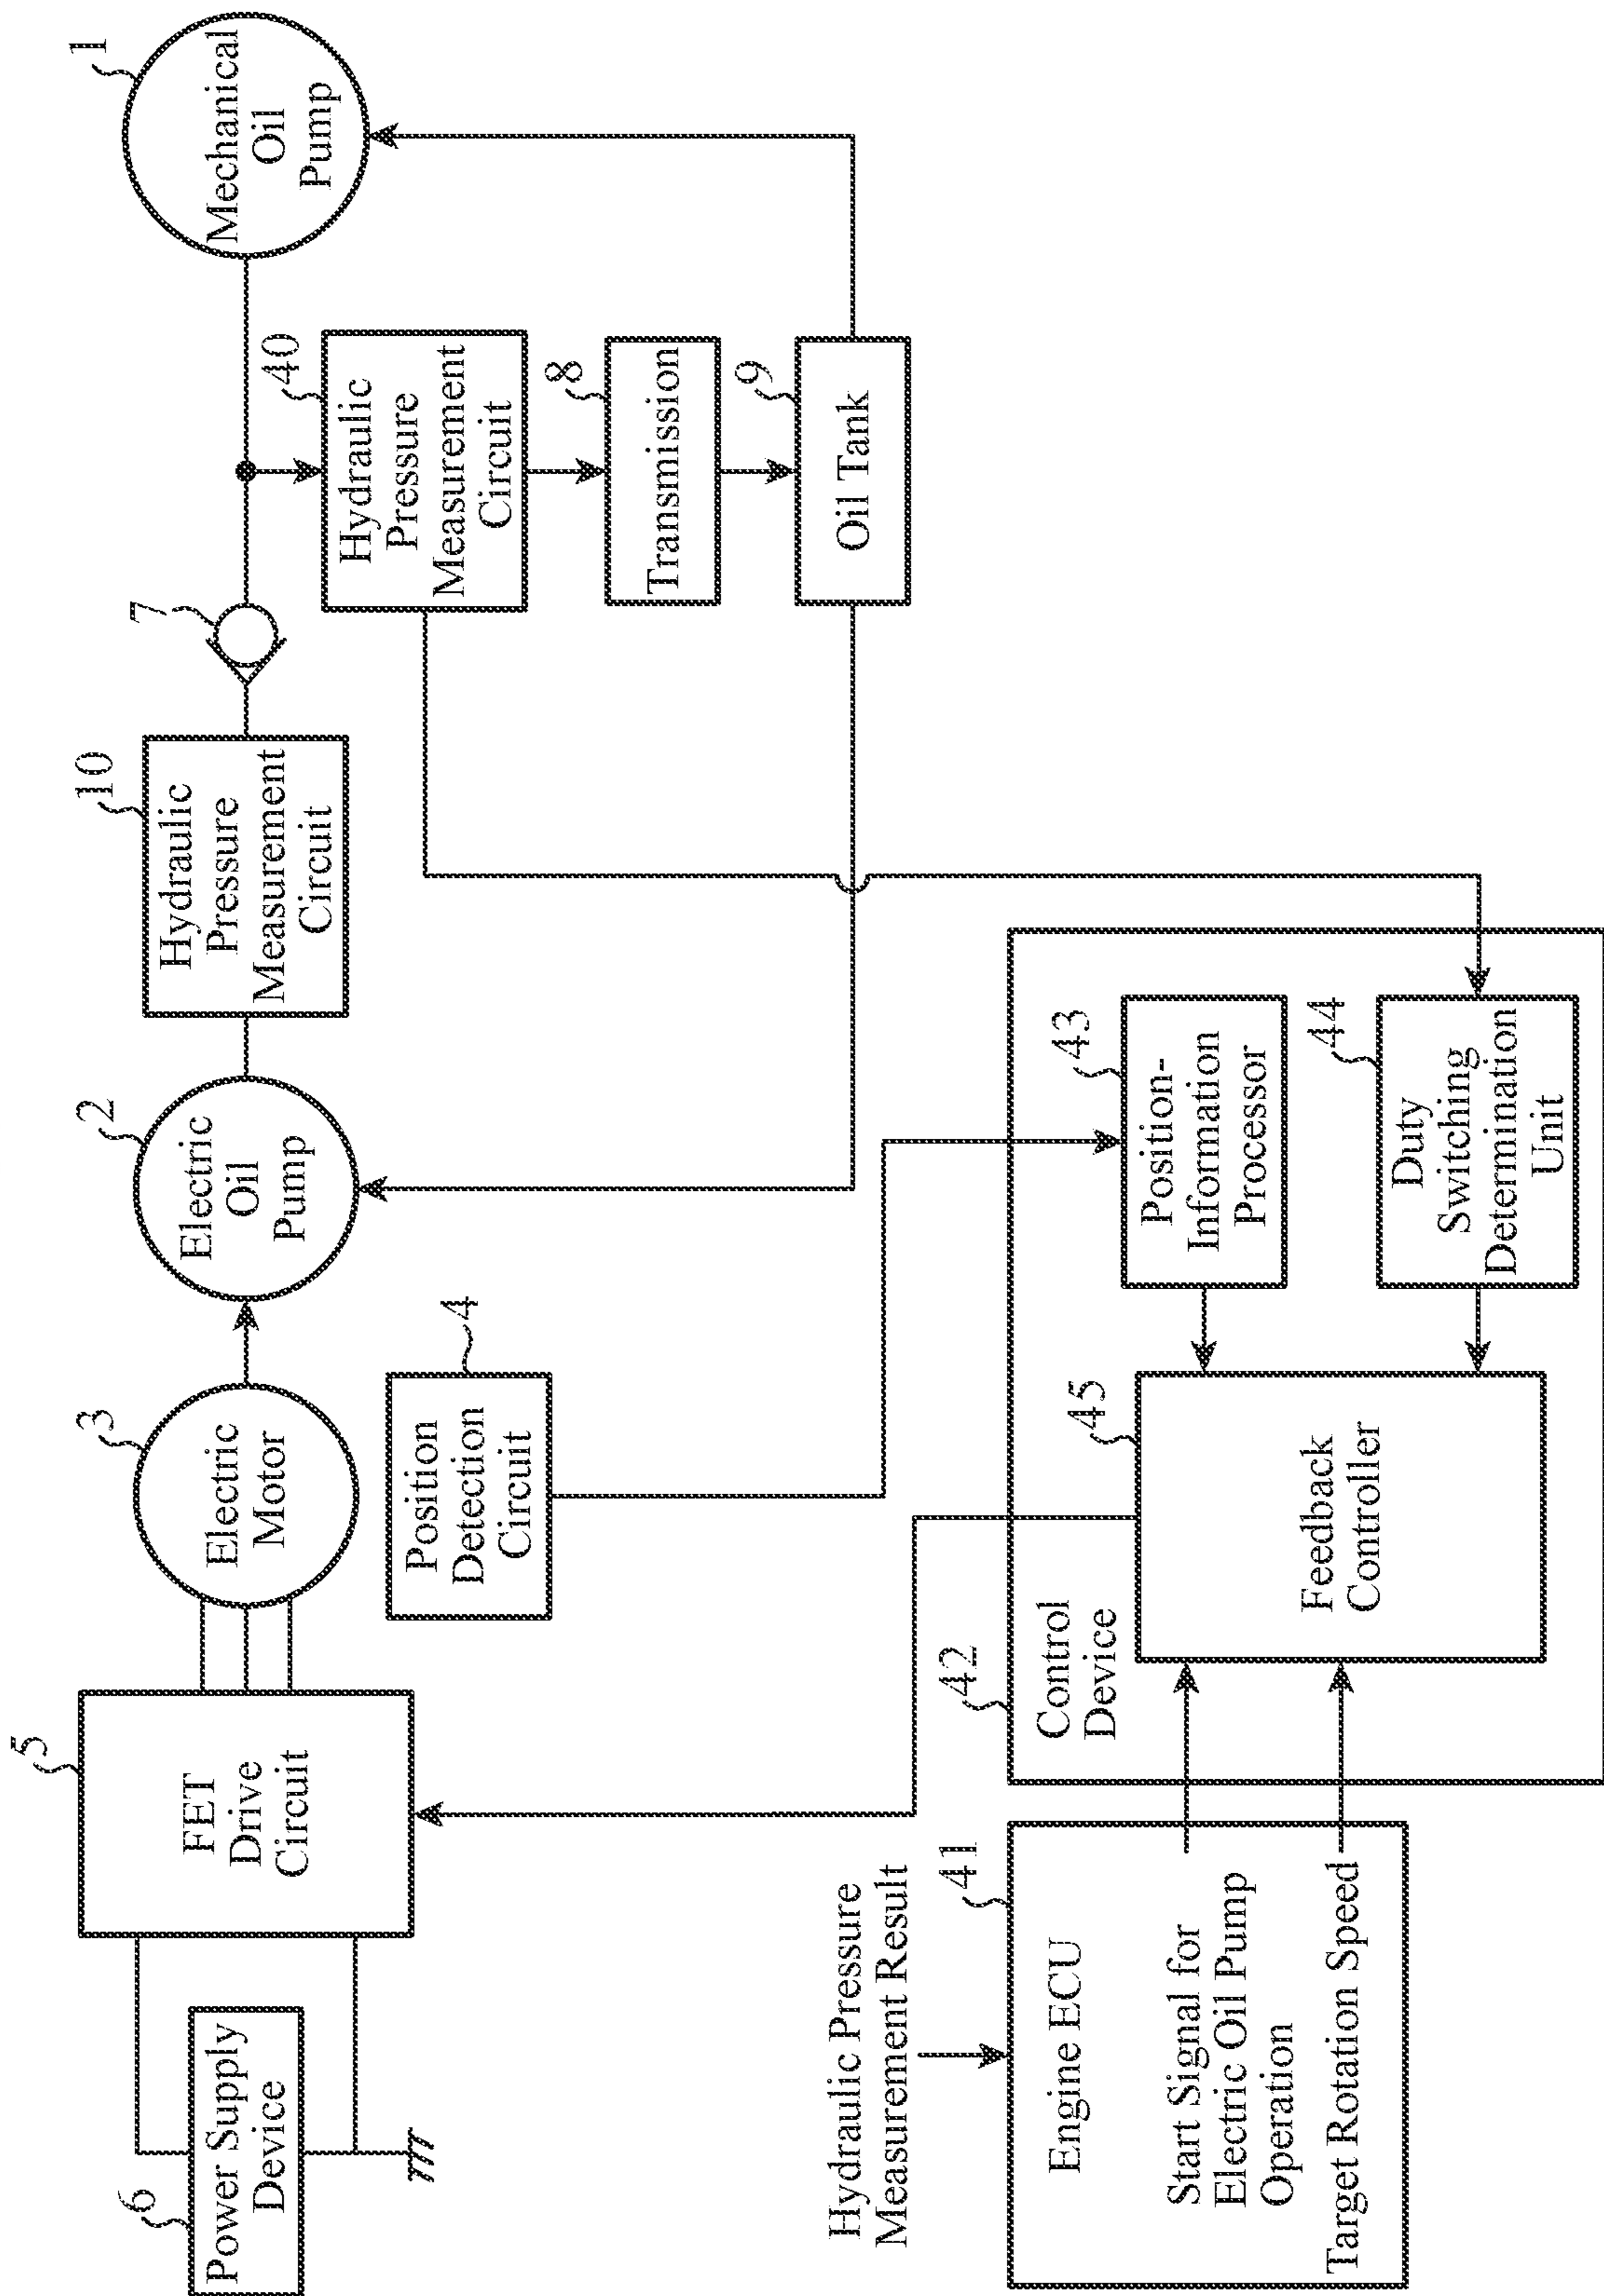 6
Power Supply
Device
5
FET
Drive
Circuit
3
Electric
Motor
2
Electric
Oil
Pump
10
Hydraulic
Pressure
Measurement
Circuit
7
1
Mechanical
Oil
Pump
4
Position
Detection
Circuit
40
Hydraulic
Pressure
Measurement
Circuit
8
Transmission
9
Oil Tank
Hydraulic Pressure
Measurement Result
41
Engine ECU
Start Signal for
Electric Oil Pump
Operation
Target Rotation Speed
42
Control
Device
45
Feedback
Controller
43
Position-
Information
Processor
44
Duty
Switching
Determination
Unit